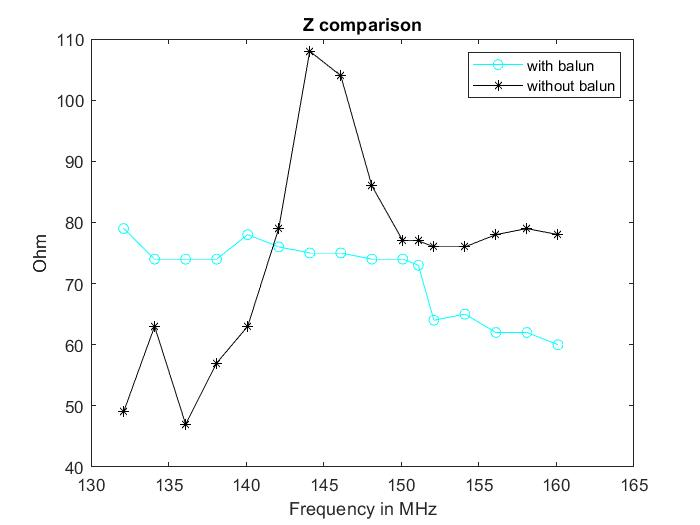 Z comparison
110
100
90
80
70
60
50
40
Ohm
with balun
without balun
130 135 140 145 150 155 160 165
Frequency in MHz